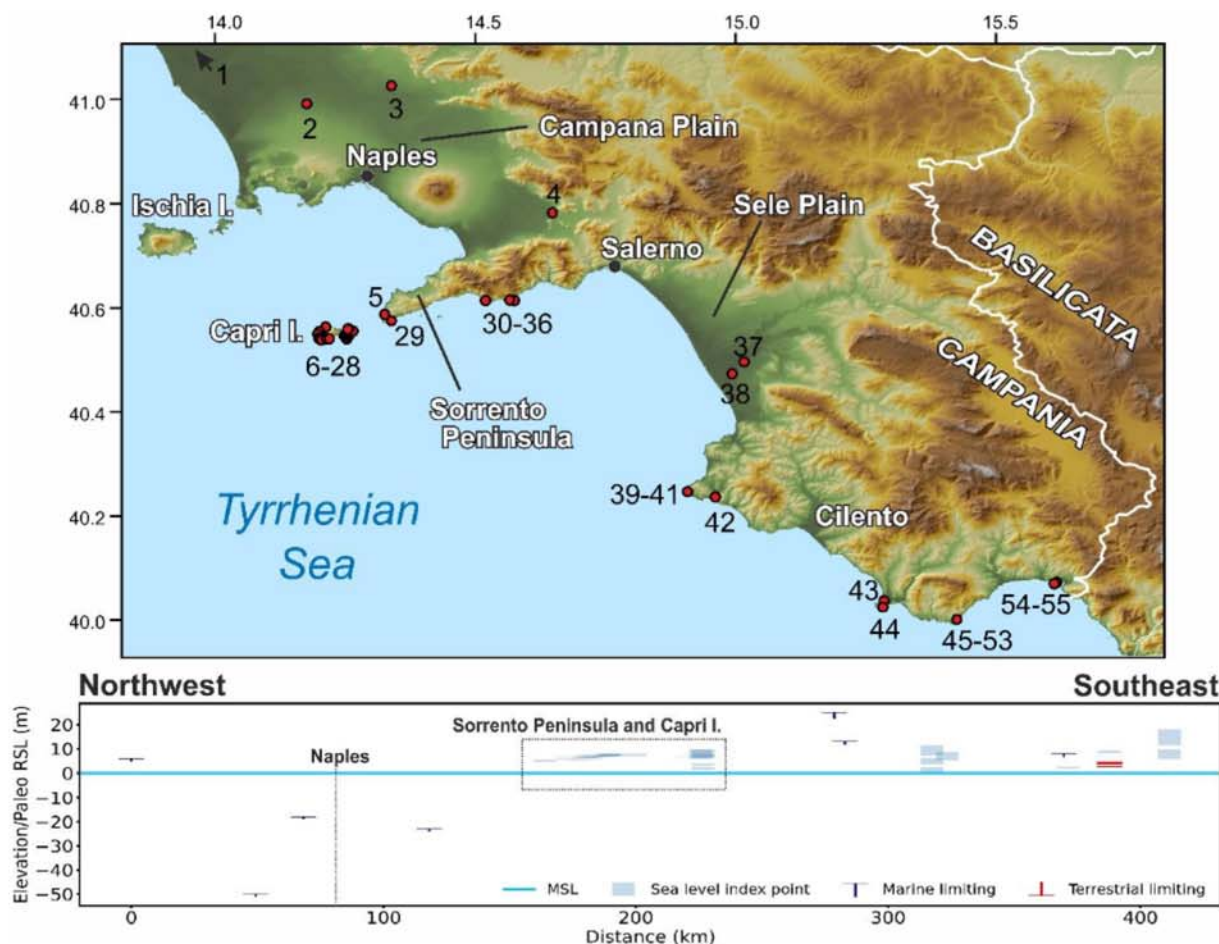 14.0 14.5 15.0 15.5
41.0
40.8
40.6
40.4
40.2
40.0
1
2
3
Campana Plain
Naples
4
Ischia I.
Sele Plain
Salerno
BASILICATA
5
29
30-36
Capri I.
6-28
37
38
CAMPANIA
Sorrento
Peninsula
39-41
42
Cilento
Tyrrhenian
Sea
43
44
45-53
54-55
Northwest Southeast
Sorrento Peninsula and Capri I.
Naples
Elevation/Paleo RSL (m)
20
10
0
−10
−20
−30
−40
−50
MSL Sea level index point Marine limiting Terrestrial limiting
0 100 200 300 400
Distance (km)